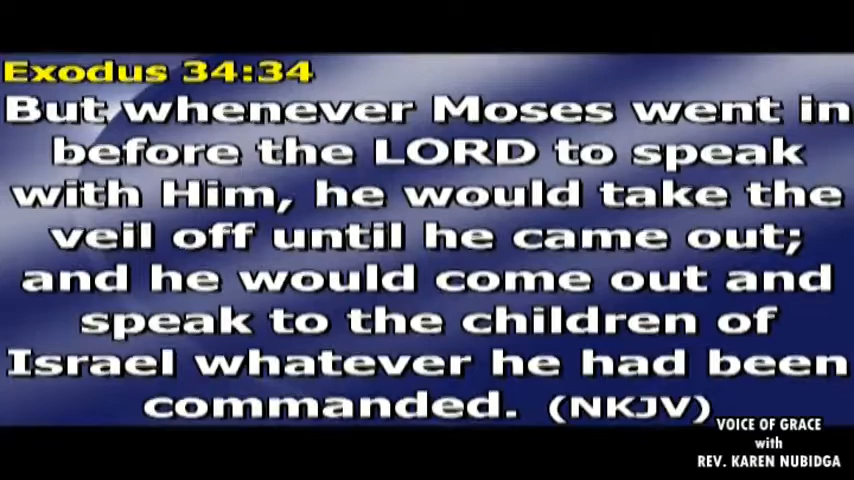 Exodus 34:34
But whenever Moses went in
before the LORD to speak
with Him, he would take the
veil off until he came out;
and he would come out and
speak to the children of
Israel whatever he had been
commanded. (NKJV)
VOICE OF GRACE
with
REV. KAREN NUBIDGA